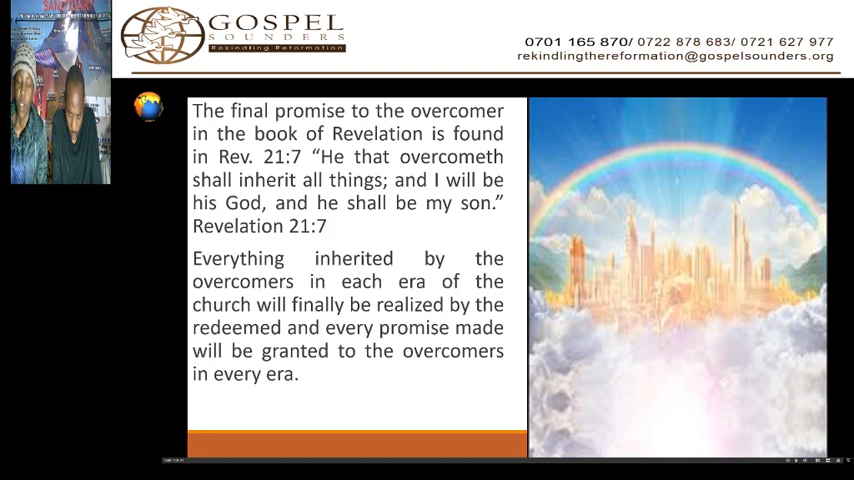 SANCTUARY
GOSPEL
SOUNDERS
Rekindling Reformation
0701 165 870/ 0722 878 683/ 0721 627 977
rekindlingthereformation@gospelsounders.org
The final promise to the overcomer
in the book of Revelation is found
in Rev. 21:7 “He that overcometh
shall inherit all things; and I will be
his God, and he shall be my son.”
Revelation 21:7
Everything inherited by the
overcomers in each era of the
church will finally be realized by the
redeemed and every promise made
will be granted to the overcomers
in every era.